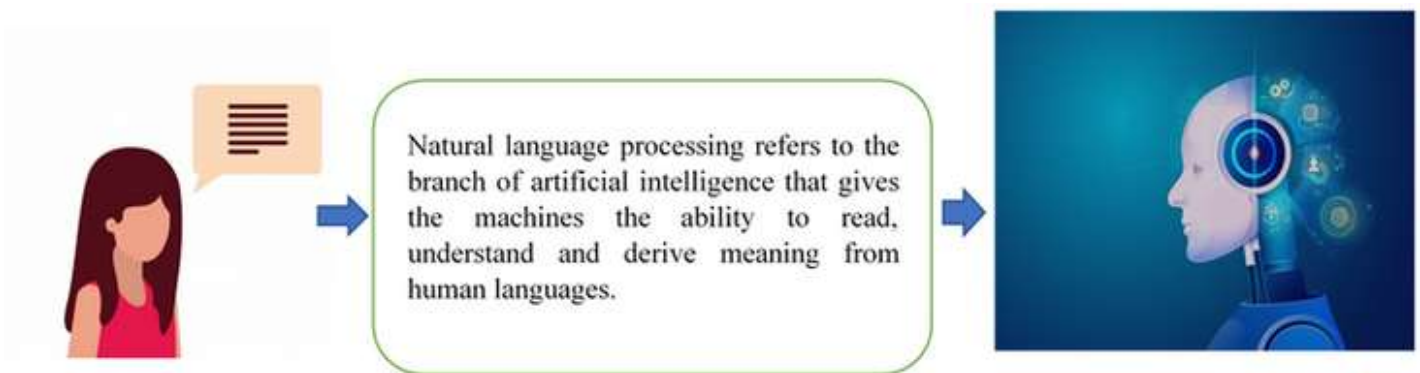 Natural language processing refers to the
branch of artificial intelligence that gives
the machines the ability to read,
understand and derive meaning from
human languages.